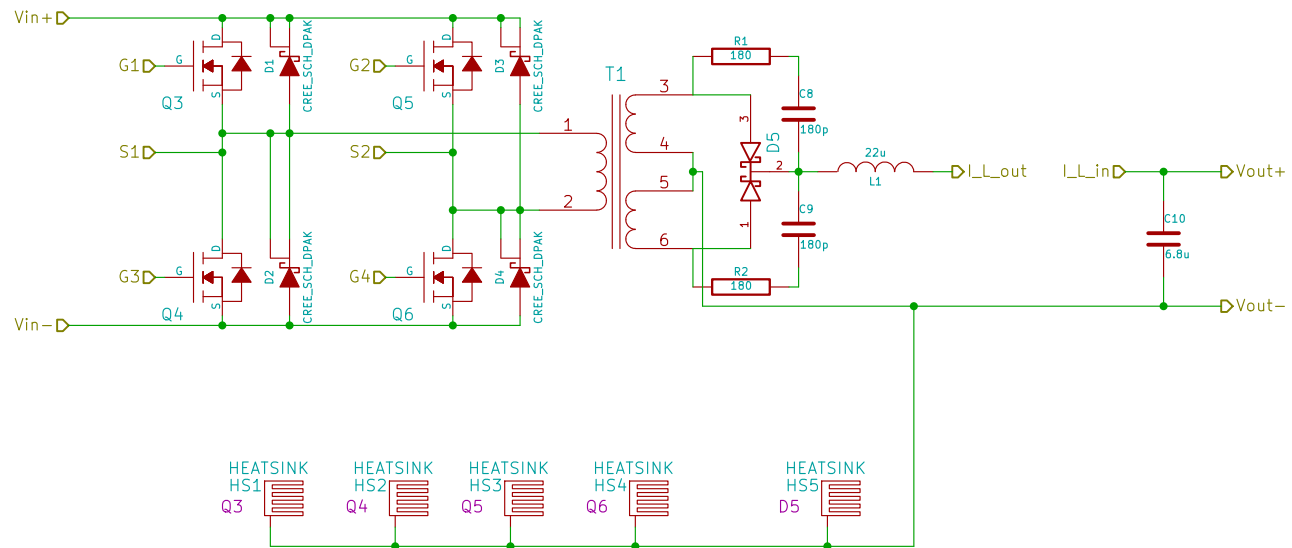 Vin+
G1
G
D
S
Q3
D1
CREE_SCH_DPAK
G2
G
D
S
Q5
D3
CREE_SCH_DPAK
S1
S2
G3
G
D
S
Q4
D2
CREE_SCH_DPAK
G4
G
D
S
Q6
D4
CREE_SCH_DPAK
Vin-
T1
1
2
3
4
5
6
R1
180
C8
180p
3
D5
2
1
C9
180p
R2
180
22u
L1
I_L_out
I_L_in
C10
6.8u
Vout+
Vout-
HEATSINK
HS1
Q3
HEATSINK
HS2
Q4
HEATSINK
HS3
Q5
HEATSINK
HS4
Q6
HEATSINK
HS5
D5